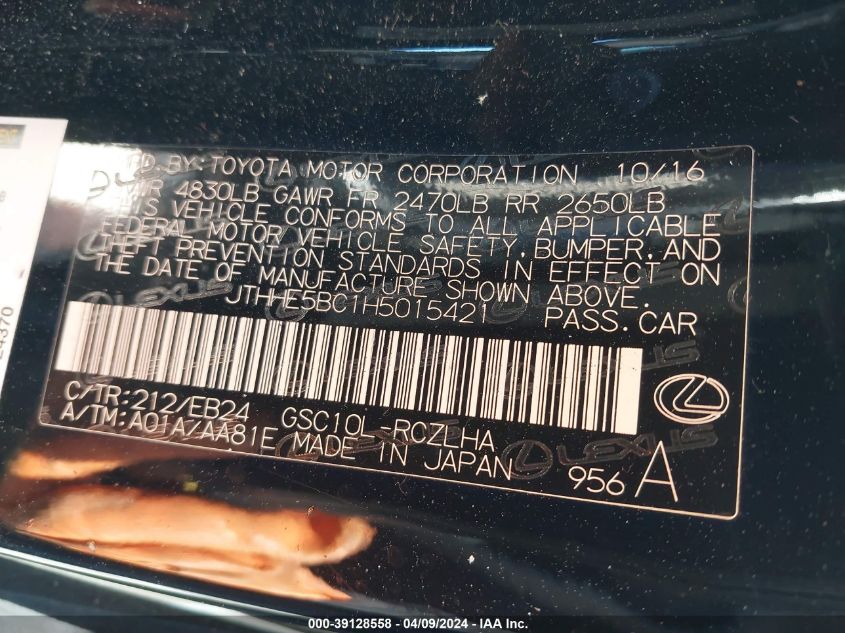 BY: TOYOTA MOTOR CORPORATION 10/16
4830LB GAWR FR 2470LB RR 2650LB
THIS VEHICLE CONFORMS TO ALL APPLICABLE
FEDERAL MOTOR VEHICLE SAFETY, BUMPER, AND
THEFT PREVENTION STANDARDS IN EFFECT ON
THE DATE OF MANUFACTURE SHOWN ABOVE.
JTHHE5BC1H5015421 PASS.CAR
C/TR:212/EB24 GSC10L-RCZLHA
A/TM:A01A/AA81E MADE IN JAPAN
956 A
LEXUS
24370
000-39128558 - 04/09/2024 - IAA Inc.